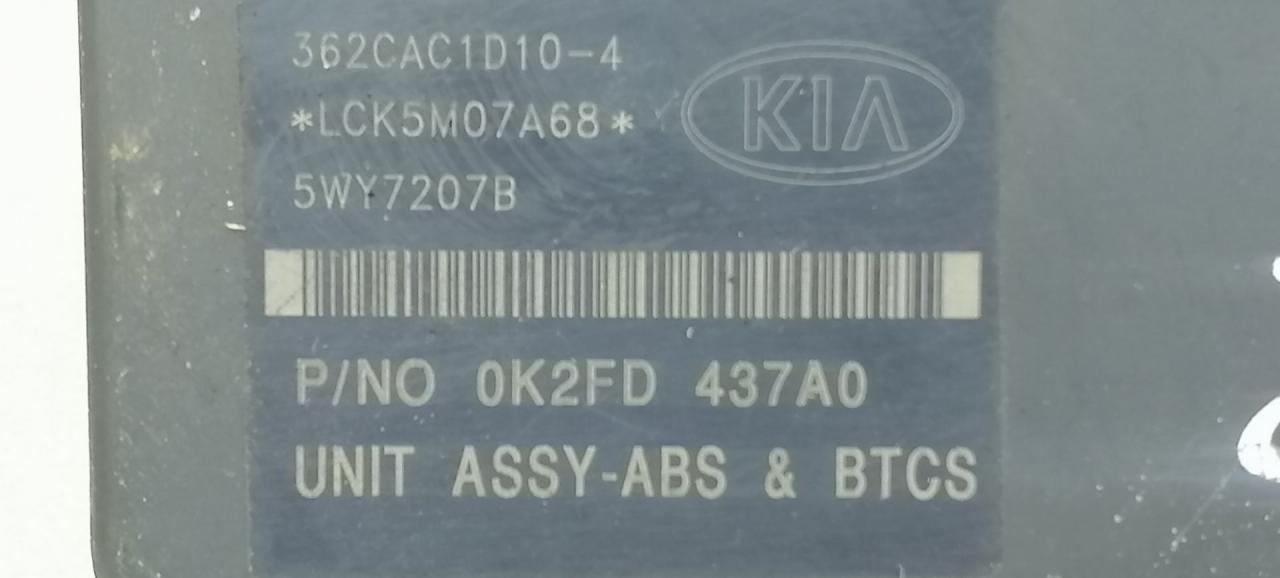 362CAC1D10-4
KIA
*LCK5M07A68*
5WY7207B
P/NO 0K2FD 437A0
UNIT ASSY-ABS & BTCS